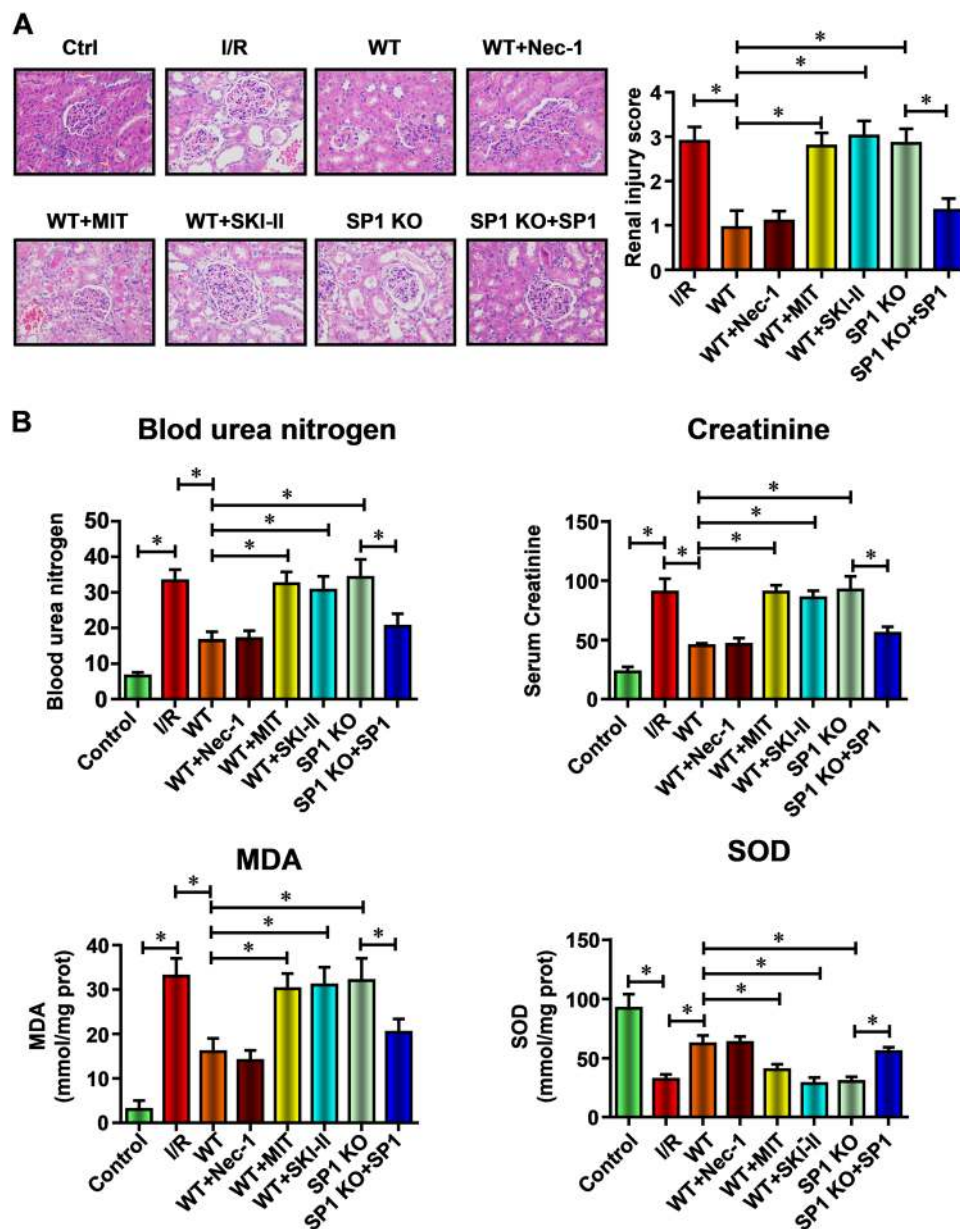 A
Ctrl
I/R
WT
WT+Nec-1
WT+MIT
WT+SKI-II
SP1 KO
SP1 KO+SP1
Renal injury score
4
3
2
1
0
*
*
*
*
*
I/R
WT
WT+Nec-1
WT+MIT
WT+SKI-II
SP1 KO
SP1 KO+SP1
B
Blod urea nitrogen
Blood urea nitrogen
50
40
30
20
10
0
*
*
*
*
*
*
Control
I/R
WT
WT+Nec-1
WT+MIT
WT+SKI-II
SP1 KO
SP1 KO+SP1
Creatinine
Serum Creatinine
150
100
50
0
*
*
*
*
*
*
Control
I/R
WT
WT+Nec-1
WT+MIT
WT+SKI-II
SP1 KO
SP1 KO+SP1
MDA
MDA
(mmol/mg prot)
40
30
20
10
0
*
*
*
*
*
*
Control
I/R
WT
WT+Nec-1
WT+MIT
WT+SKI-II
SP1 KO
SP1 KO+SP1
SOD
SOD
(mmol/mg prot)
150
100
50
0
*
*
*
*
*
*
Control
I/R
WT
WT+Nec-1
WT+MIT
WT+SKI-II
SP1 KO
SP1 KO+SP1